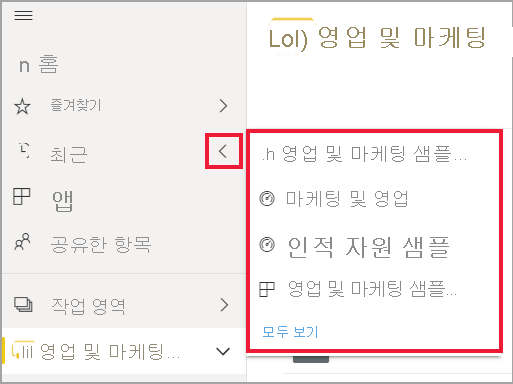 Lol) 영업 및 마케팅
n 홈
즐겨찾기
최근
앱
공유한 항목
작업 영역
lil 영업 및 마케팅...
.h 영업 및 마케팅 샘플...
마케팅 및 영업
인적 자원 샘플
영업 및 마케팅 샘플...
모두 보기